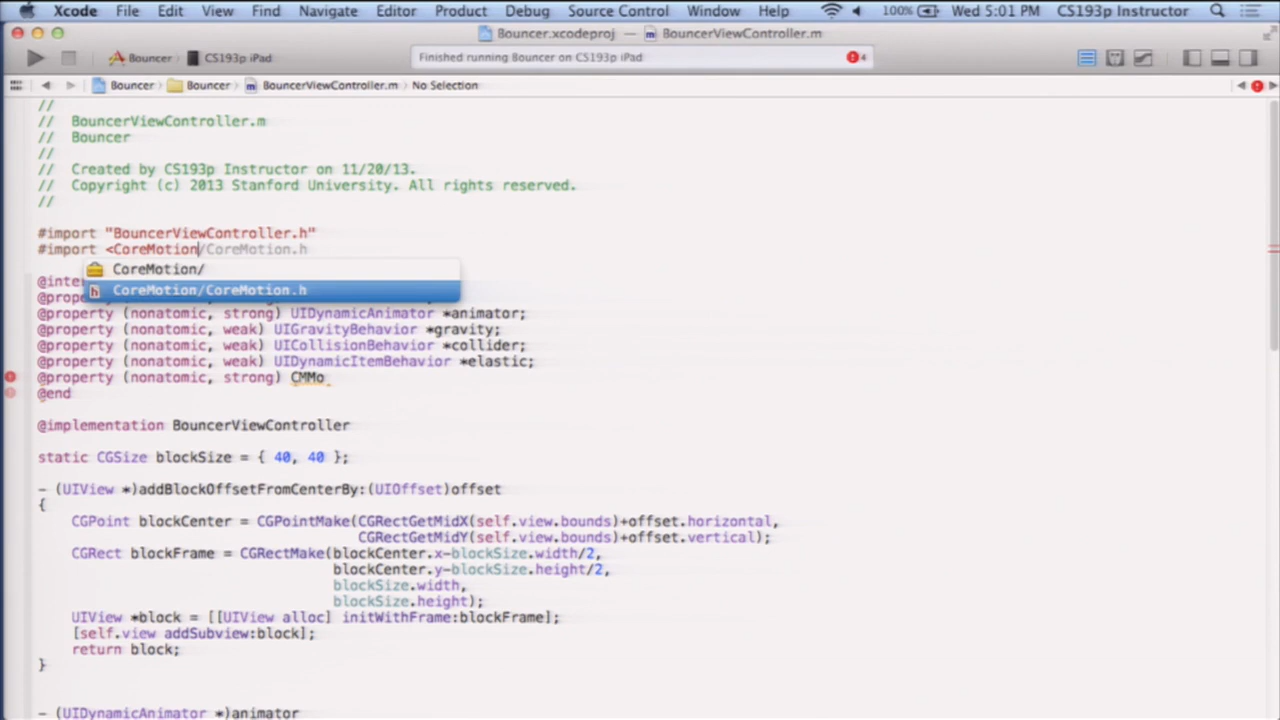 Xcode File Edit View Find Navigate Editor Product Debug Source Control Window Help 100% Wed 5:01 PM CS193p Instructor
Bouncer.xcodeproj — BouncerViewController.m
Bouncer CS193p iPad Finished running Bouncer on CS193p iPad 4
Bouncer Bouncer BouncerViewController.m No Selection
//
// BouncerViewController.m
// Bouncer
//
// Created by CS193p Instructor on 11/20/13.
// Copyright (c) 2013 Stanford University. All rights reserved.
//
#import "BouncerViewController.h"
#import <CoreMotion/CoreMotion.h
CoreMotion/
@inte
CoreMotion/CoreMotion.h
@prope
@property (nonatomic, strong) UIDynamicAnimator *animator;
@property (nonatomic, weak) UIGravityBehavior *gravity;
@property (nonatomic, weak) UICollisionBehavior *collider;
@property (nonatomic, weak) UIDynamicItemBehavior *elastic;
@property (nonatomic, strong) CMMo
@end
@implementation BouncerViewController
static CGSize blockSize = { 40, 40 };
- (UIView *)addBlockOffsetFromCenterBy:(UIOffset)offset
{
CGPoint blockCenter = CGPointMake(CGRectGetMidX(self.view.bounds)+offset.horizontal,
CGRectGetMidY(self.view.bounds)+offset.vertical);
CGRect blockFrame = CGRectMake(blockCenter.x-blockSize.width/2,
blockCenter.y-blockSize.height/2,
blockSize.width,
blockSize.height);
UIView *block = [[UIView alloc] initWithFrame:blockFrame];
[self.view addSubview:block];
return block;
}
- (UIDynamicAnimator *)animator